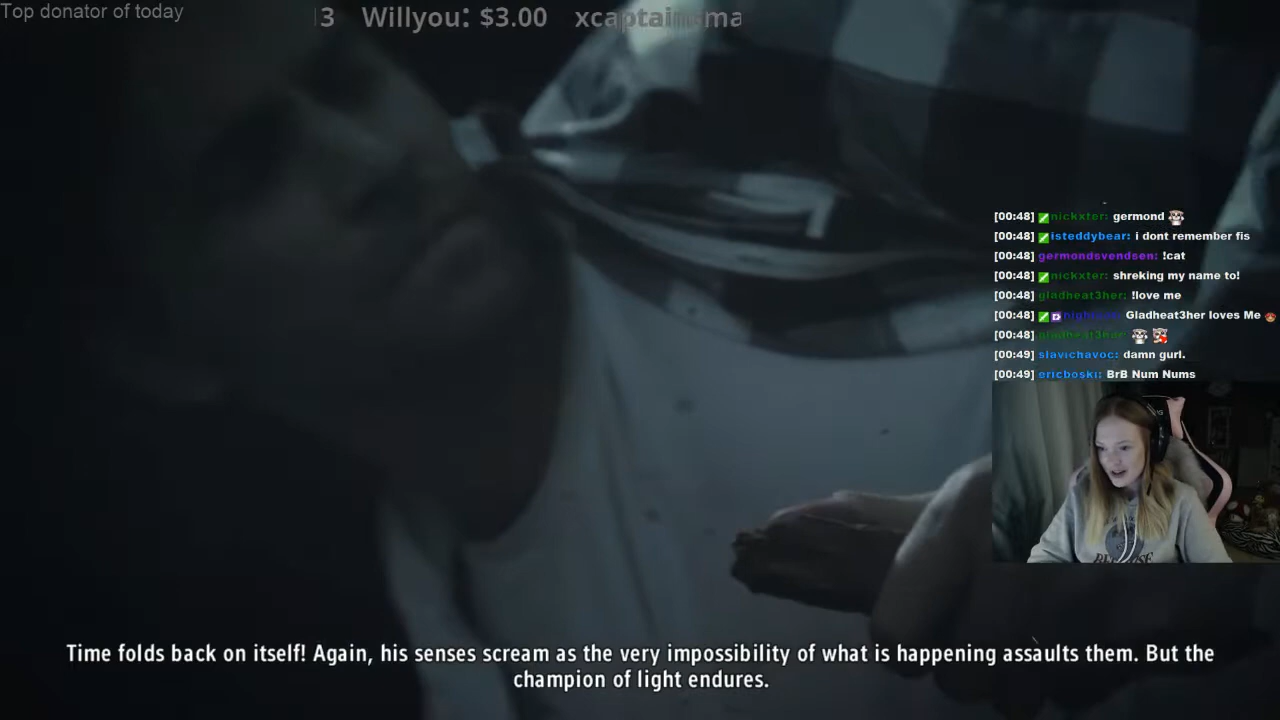 Top donator of today
3 Willyou: $3.00 xcaptain
[00:48] nickxter: germond
[00:48] isteddybear: i dont remember fis
[00:48] germondsvendsen: !cat
[00:48] nickxter: shreking my name to!
[00:48] gladheat3her: !love me
[00:48] Gladheat3her loves Me
[00:48] gladheat3her:
[00:49] slavichavoc: damn gurl.
[00:49] ericboski: BrB Num Nums
Time folds back on itself! Again, his senses scream as the very impossibility of what is happening assaults them. But the
champion of light endures.